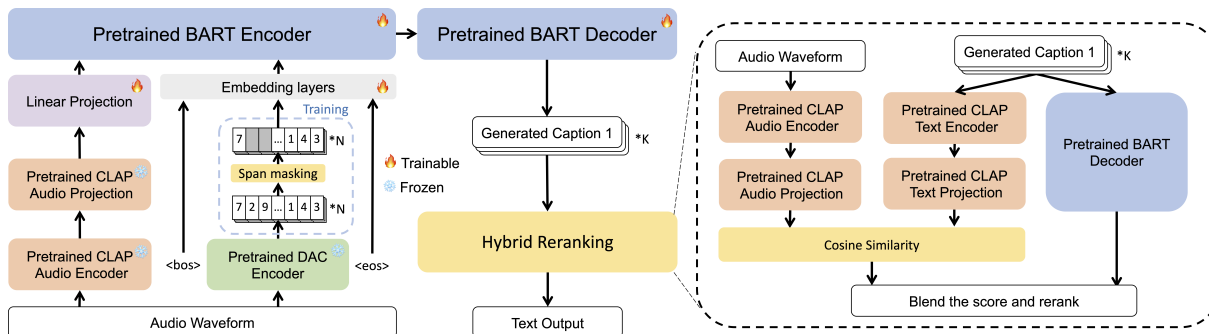 Pretrained BART Encoder
Pretrained BART Decoder
Linear Projection
Embedding layers
Training
7 ... 1 4 3 *N
Span masking
7 2 9 ... 1 4 3 *N
Pretrained CLAP
Audio Projection
Pretrained CLAP
Audio Encoder
<bos>
Pretrained DAC
Encoder
<eos>
Audio Waveform
Trainable
Frozen
Generated Caption 1
*K
Hybrid Reranking
Text Output
Audio Waveform
Generated Caption 1
*K
Pretrained CLAP
Audio Encoder
Pretrained CLAP
Text Encoder
Pretrained BART
Decoder
Pretrained CLAP
Audio Projection
Pretrained CLAP
Text Projection
Cosine Similarity
Blend the score and rerank